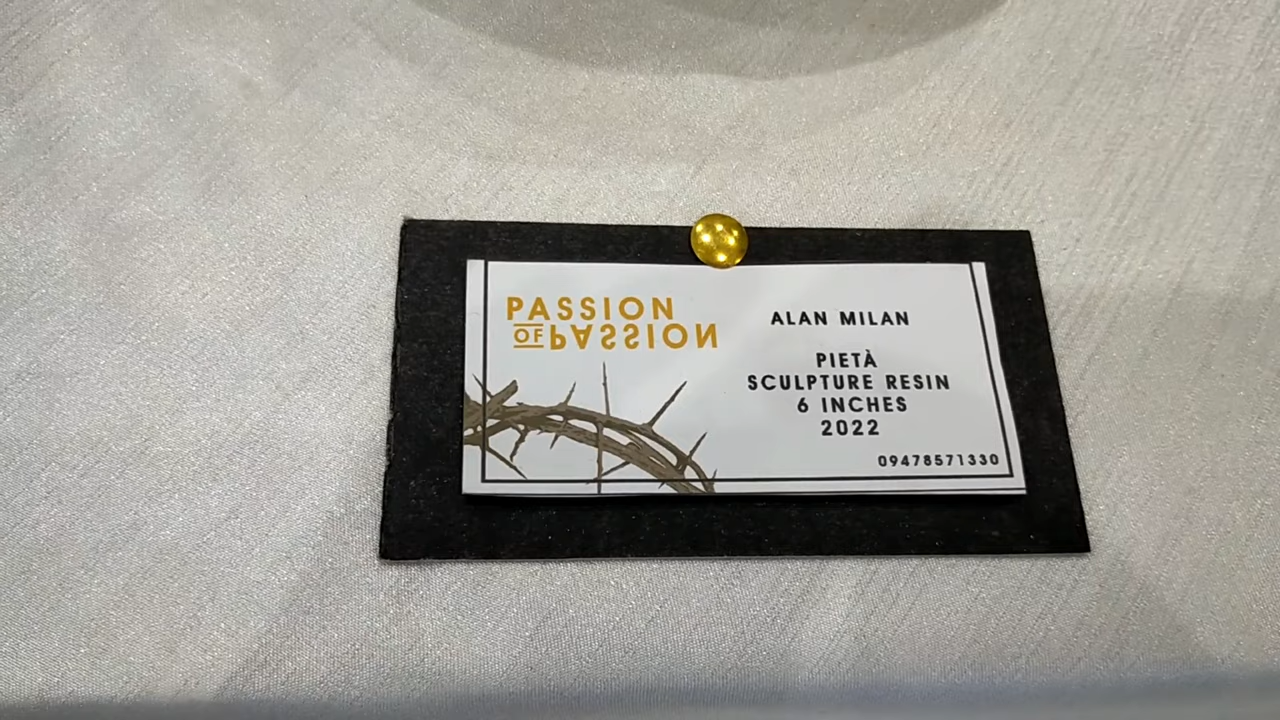 PASSION
OF PASSION
ALAN MILAN
PIETÀ
SCULPTURE RESIN
6 INCHES
2022
09478571330